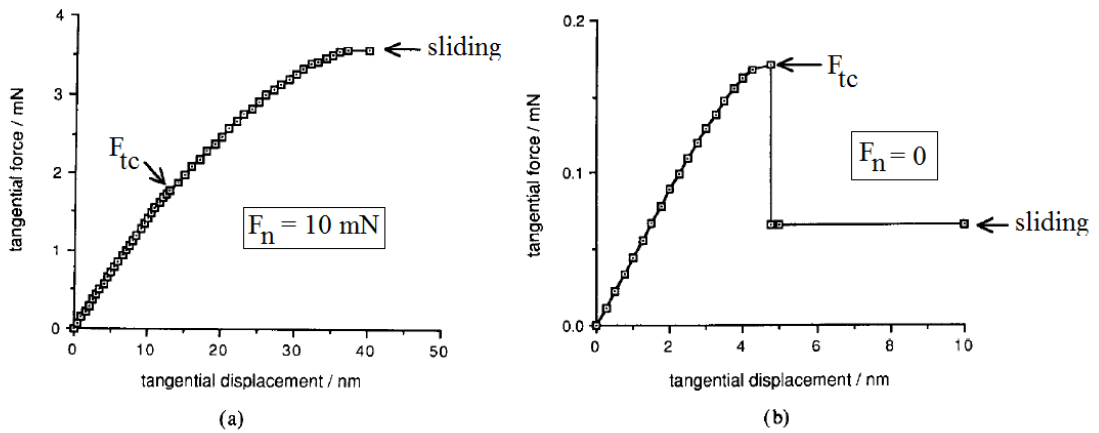 4
3
2
1
0
tangential force / mN
F_tc
sliding
F_n = 10 mN
0 10 20 30 40 50
tangential displacement / nm
(a)
0.2
0.1
0.0
tangential force / mN
F_tc
F_n = 0
sliding
0 2 4 6 8 10
tangential displacement / nm
(b)